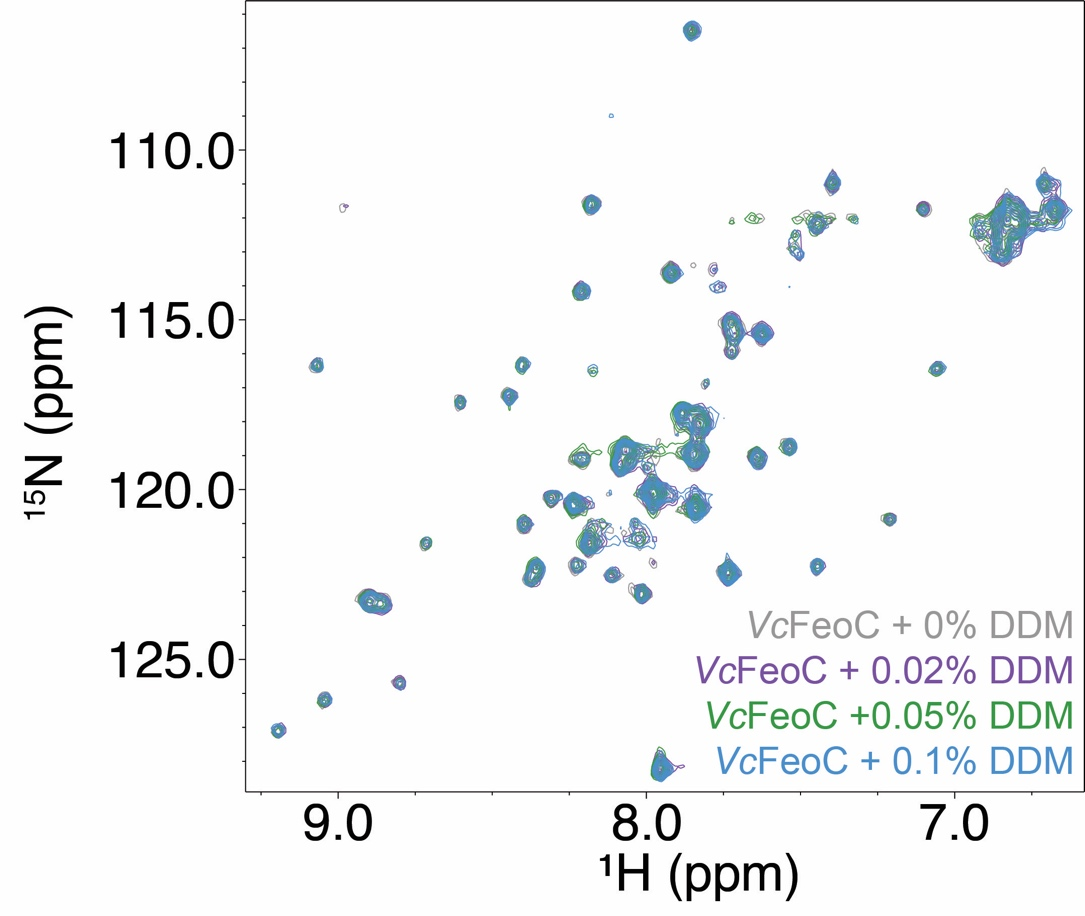 110.0
115.0
120.0
125.0
¹⁵N (ppm)
VcFeoC + 0% DDM
VcFeoC + 0.02% DDM
VcFeoC +0.05% DDM
VcFeoC + 0.1% DDM
9.0 8.0 7.0
¹H (ppm)